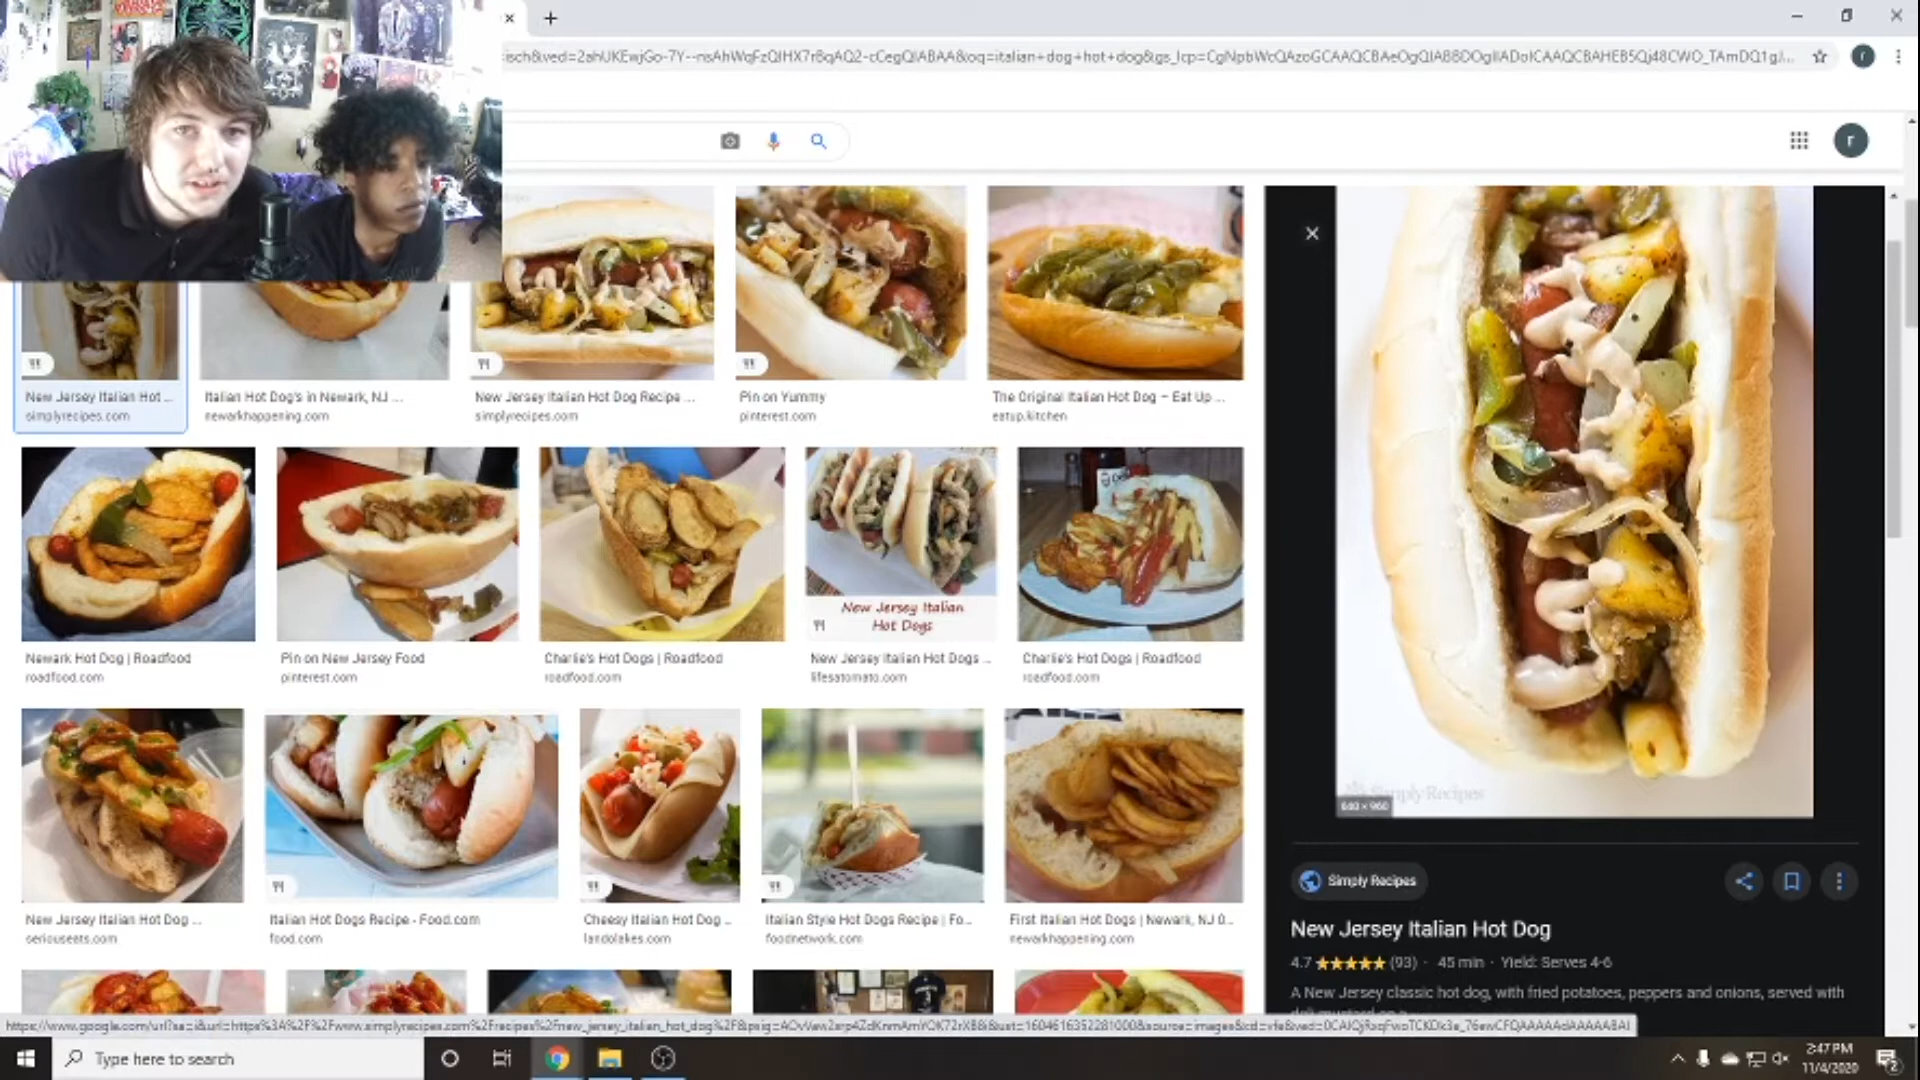 r
New Jersey Italian Hot ...
simplyrecipes.com
Italian Hot Dog's in Newark, NJ ...
newarkhappening.com
New Jersey Italian Hot Dog Recipe ...
simplyrecipes.com
Pin on Yummy
pinterest.com
The Original Italian Hot Dog – Eat Up ...
eatup.kitchen
Newark Hot Dog | Roadfood
roadfood.com
Pin on New Jersey Food
pinterest.com
Charlie's Hot Dogs | Roadfood
roadfood.com
New Jersey Italian
Hot Dogs
New Jersey Italian Hot Dogs ...
lifesatomato.com
Charlie's Hot Dogs | Roadfood
roadfood.com
New Jersey Italian Hot Dog ...
seriouseats.com
Italian Hot Dogs Recipe - Food.com
food.com
Cheesy Italian Hot Dog ...
landolakes.com
Italian Style Hot Dogs Recipe | Fo...
foodnetwork.com
First Italian Hot Dogs | Newark, NJ 0...
newarkhappening.com
Simply Recipes
640 × 960
Simply Recipes
New Jersey Italian Hot Dog
4.7 ★★★★★ (93) · 45 min · Yield: Serves 4-6
A New Jersey classic hot dog, with fried potatoes, peppers and onions, served with
Type here to search
2:47 PM
11/4/2020
2